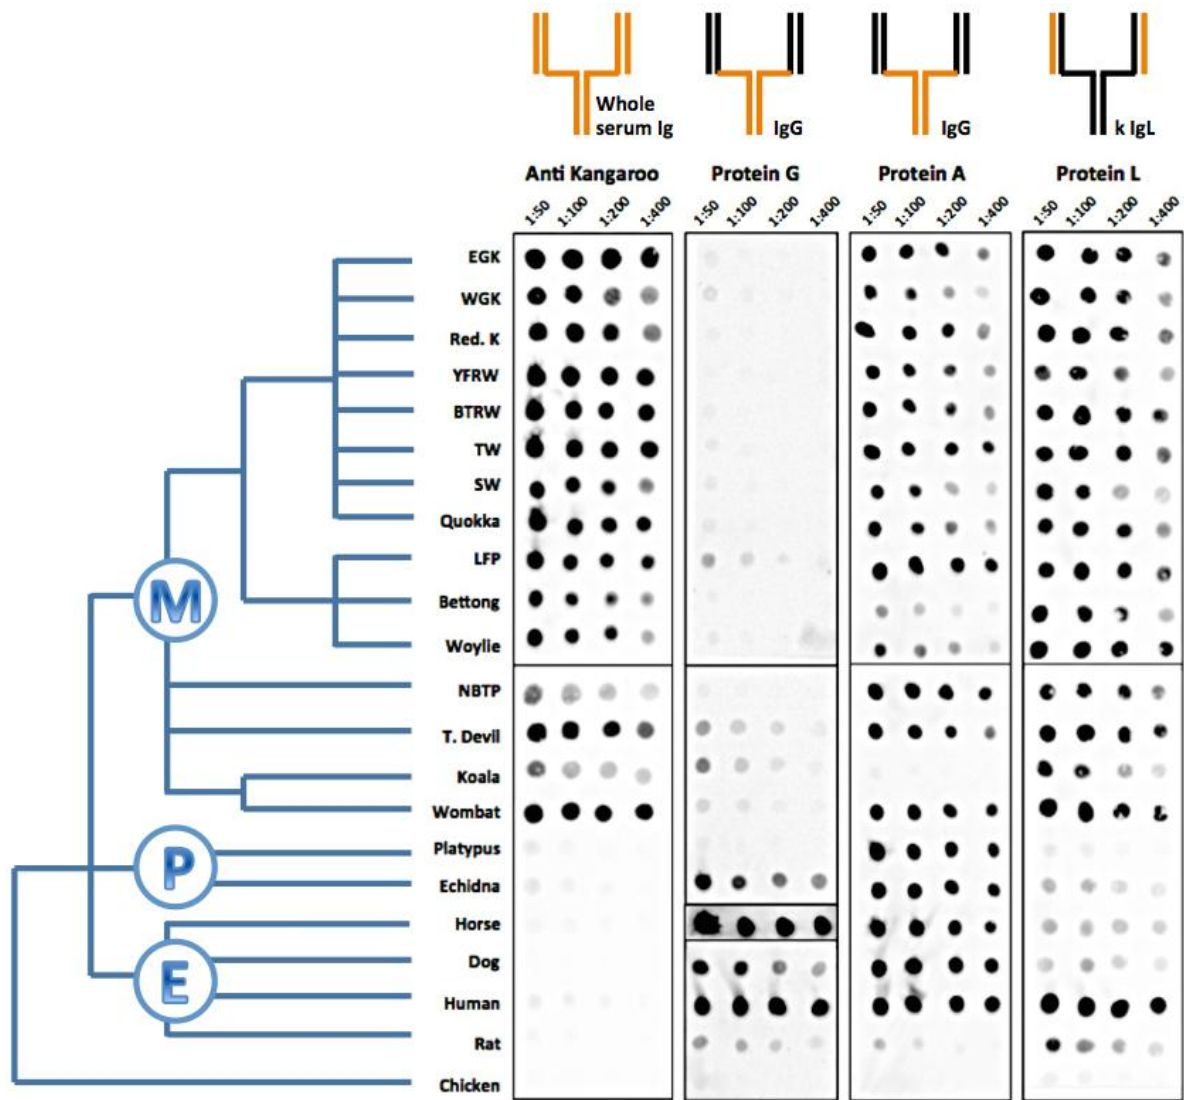 Whole
serum Ig
IgG
IgG
k IgL
Anti Kangaroo
Protein G
Protein A
Protein L
1:50 1:100 1:200 1:400
1:50 1:100 1:200 1:400
1:50 1:100 1:200 1:400
1:50 1:100 1:200 1:400
EGK
WGK
Red. K
YFRW
BTRW
TW
SW
Quokka
LFP
M
Bettong
Woylie
NBTP
T. Devil
Koala
Wombat
Platypus
P
Echidna
Horse
Dog
E
Human
Rat
Chicken